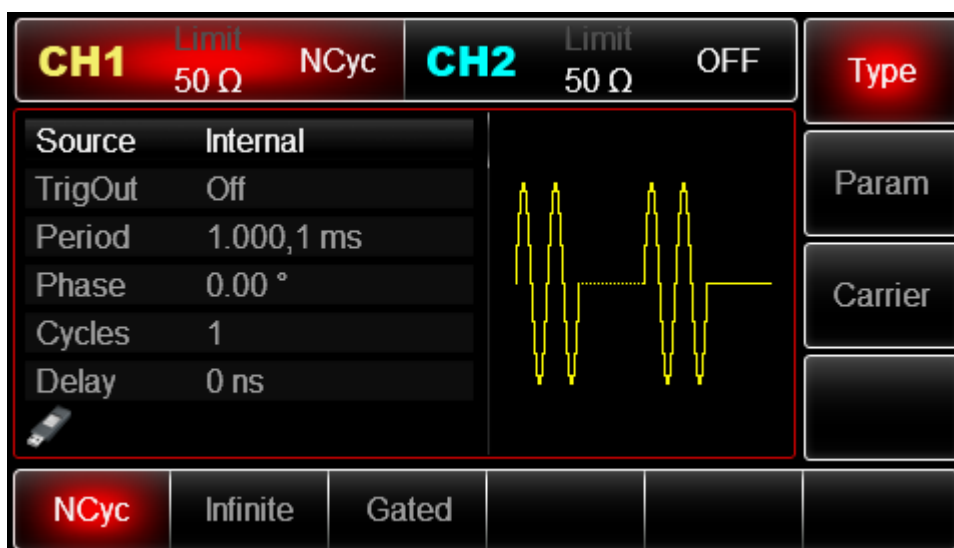 CH1 Limit 50 Ω NCyc CH2 Limit 50 Ω OFF Type
Source Internal
TrigOut Off
Param
Period 1.000,1 ms
Phase 0.00 °
Carrier
Cycles 1
Delay 0 ns
NCyc Infinite Gated